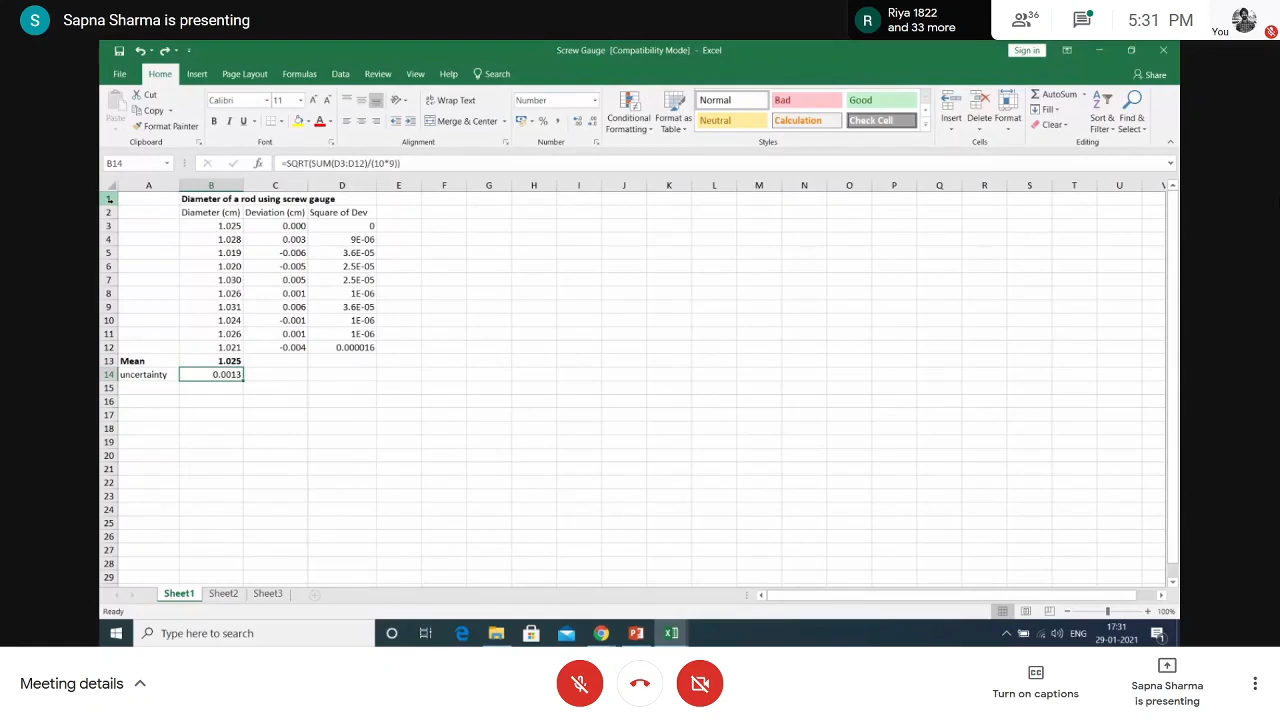 S Sapna Sharma is presenting
R Riya 1822 and 33 more
36
5:31 PM
You
Screw Gauge [Compatibility Mode] - Excel
Sign in
File Home Insert Page Layout Formulas Data Review View Help Search
Share
Paste
Cut
Copy
Format Painter
Clipboard
Calibri 11
B I U
Font
Wrap Text
Merge & Center
Alignment
Number
%
Number
Conditional Formatting
Format as Table
Normal Bad Good
Neutral Calculation Check Cell
Styles
Insert Delete Format
Cells
AutoSum
Fill
Clear
Sort & Filter
Find & Select
Editing
B14 fx =SQRT(SUM(D3:D12)/(10*9))
A B C D E F G H I J K L M N O P Q R S T U V
1 Diameter of a rod using screw gauge
2 Diameter (cm) Deviation (cm) Square of Dev
3 1.025 0.000 0
4 1.028 0.003 9E-06
5 1.019 -0.006 3.6E-05
6 1.020 -0.005 2.5E-05
7 1.030 0.005 2.5E-05
8 1.026 0.001 1E-06
9 1.031 0.006 3.6E-05
10 1.024 -0.001 1E-06
11 1.026 0.001 1E-06
12 1.021 -0.004 0.000016
13 Mean 1.025
14 uncertainty 0.0013
15
16
17
18
19
20
21
22
23
24
25
26
27
28
29
Sheet1 Sheet2 Sheet3
Ready
100%
Type here to search
ENG
17:31
29-01-2021
1
Meeting details
CC
Turn on captions
Sapna Sharma
is presenting